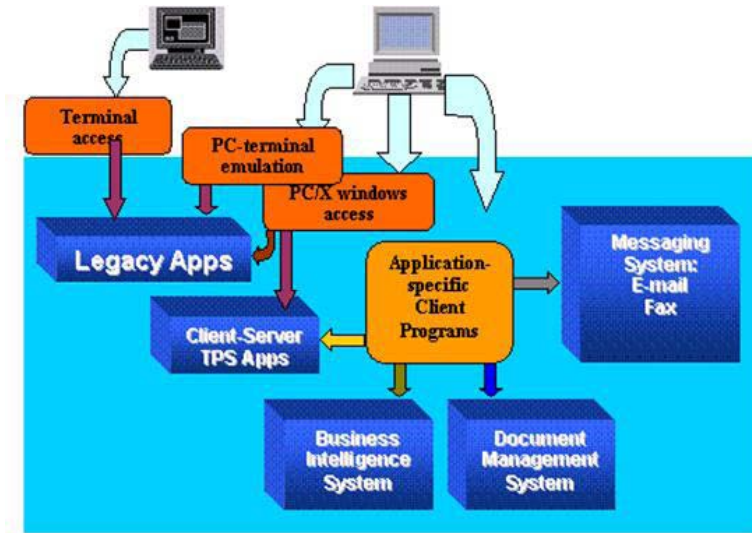 Terminal
access
PC-terminal
emulation
PC/X windows
access
Legacy Apps
Application-
specific
Client
Programs
Messaging
System:
E-mail
Fax
Client-Server
TPS Apps
Business
Intelligence
System
Document
Management
System